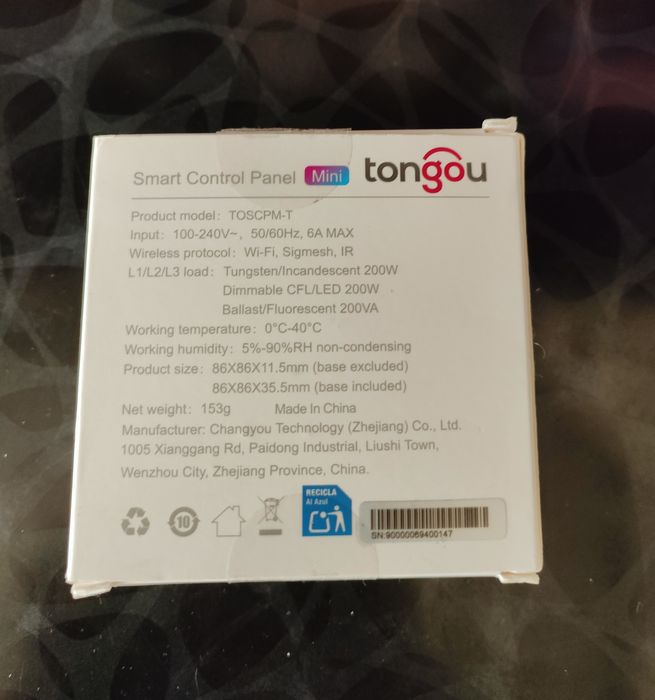 Smart Control Panel Mini tongou
Product model: TOSCPM-T
Input: 100-240V~, 50/60Hz, 6A MAX
Wireless protocol: Wi-Fi, Sigmesh, IR
L1/L2/L3 load: Tungsten/Incandescent 200W
Dimmable CFL/LED 200W
Ballast/Fluorescent 200VA
Working temperature: 0°C-40°C
Working humidity: 5%-90%RH non-condensing
Product size: 86X86X11.5mm (base excluded)
86X86X35.5mm (base included)
Net weight: 153g Made In China
Manufacturer: Changyou Technology (Zhejiang) Co., Ltd.
1005 Xianggang Rd, Paidong Industrial, Liushi Town,
Wenzhou City, Zhejiang Province, China.
10
RECICLA
Al Azul
SN:90000069400147